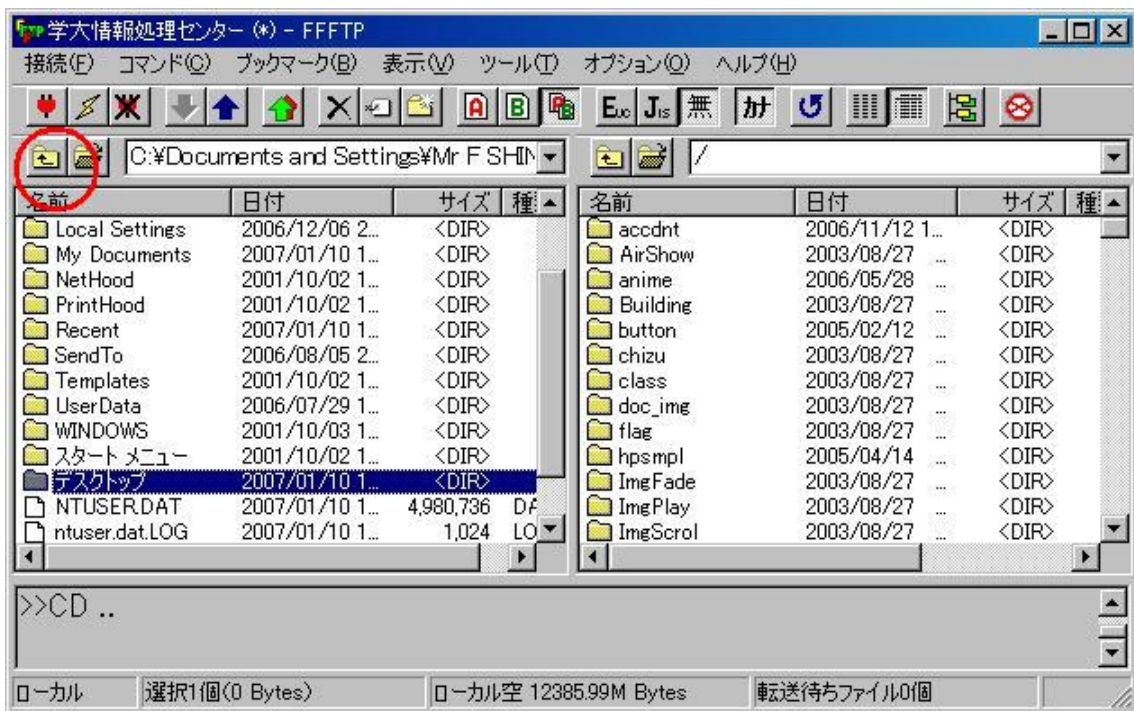 学大情報処理センター (*) - FFFTP
接続(F) コマンド(C) ブックマーク(B) 表示(V) ツール(T) オプション(O) ヘルプ(H)
A B B Euc JIS 無 カナ
C:¥Documents and Settings¥Mr F SHIN /
名前 日付 サイズ 種 名前 日付 サイズ 種
Local Settings 2006/12/06 2... <DIR> accdnt 2006/11/12 1... <DIR>
My Documents 2007/01/10 1... <DIR> AirShow 2003/08/27 ... <DIR>
NetHood 2001/10/02 1... <DIR> anime 2006/05/28 ... <DIR>
PrintHood 2001/10/02 1... <DIR> Building 2003/08/27 ... <DIR>
Recent 2007/01/10 1... <DIR> button 2005/02/12 ... <DIR>
SendTo 2006/08/05 2... <DIR> chizu 2003/08/27 ... <DIR>
Templates 2001/10/02 1... <DIR> class 2003/08/27 ... <DIR>
UserData 2006/07/29 1... <DIR> doc_img 2003/08/27 ... <DIR>
WINDOWS 2001/10/03 1... <DIR> flag 2003/08/27 ... <DIR>
スタート メニュー 2001/10/02 1... <DIR> hpsmpl 2005/04/14 ... <DIR>
デスクトップ 2007/01/10 1... <DIR> ImgFade 2003/08/27 ... <DIR>
NTUSER.DAT 2007/01/10 1... 4,980,736 DA ImgPlay 2003/08/27 ... <DIR>
ntuser.dat.LOG 2007/01/10 1... 1,024 LO ImgScrol 2003/08/27 ... <DIR>
>>CD ..
ローカル 選択1個(0 Bytes) ローカル空 12385.99M Bytes 転送待ちファイル0個